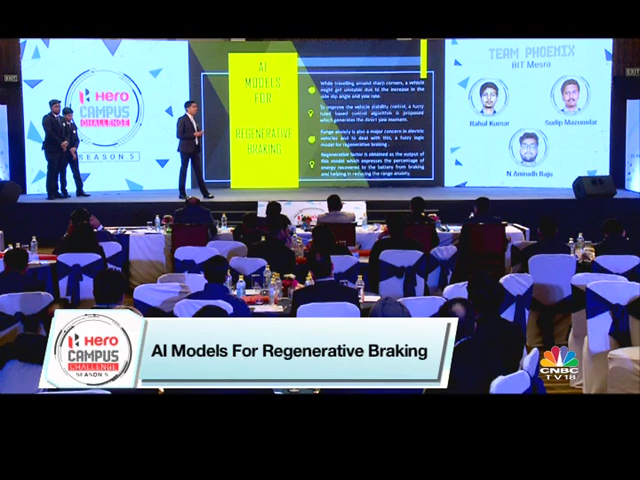 Hero
CAMPUS
CHALLENGE
SEASON 5
AI
MODELS
FOR
REGENERATIVE
BRAKING
While travelling around sharp corners, a vehicle
might get unstable due to the increase in the
side slip angle and yaw rate.
To improve the vehicle stability control, a fuzzy
rules based control algorithm is proposed
which generates the direct yaw moment.
Range anxiety is also a major concern in electric
vehicles and to deal with this, a fuzzy logic
model for regenerative braking .
Regenerative factor is obtained as the output of
this model which expresses the percentage of
energy recovered to the battery from braking
and helping in reducing the range anxiety.
TEAM PHOENIX
BIT Mesra
Rahul Kumar
Sudip Mazumdar
N Anirudh Raju
EXIT
Hero
CAMPUS
CHALLENGE
SEASON 5
AI Models For Regenerative Braking
CNBC
TV18